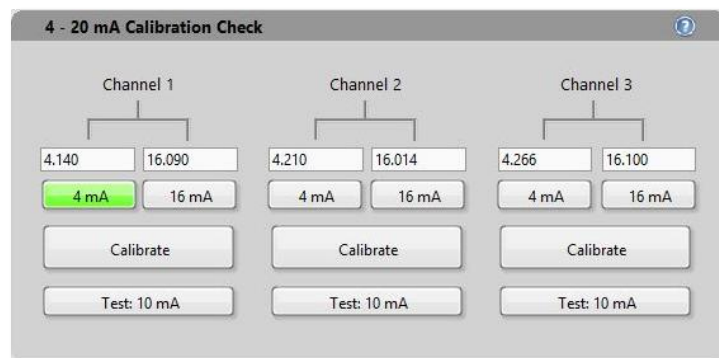 4 - 20 mA Calibration Check
?
Channel 1 Channel 2 Channel 3
4.140 16.090 4.210 16.014 4.266 16.100
4 mA 16 mA 4 mA 16 mA 4 mA 16 mA
Calibrate Calibrate Calibrate
Test: 10 mA Test: 10 mA Test: 10 mA